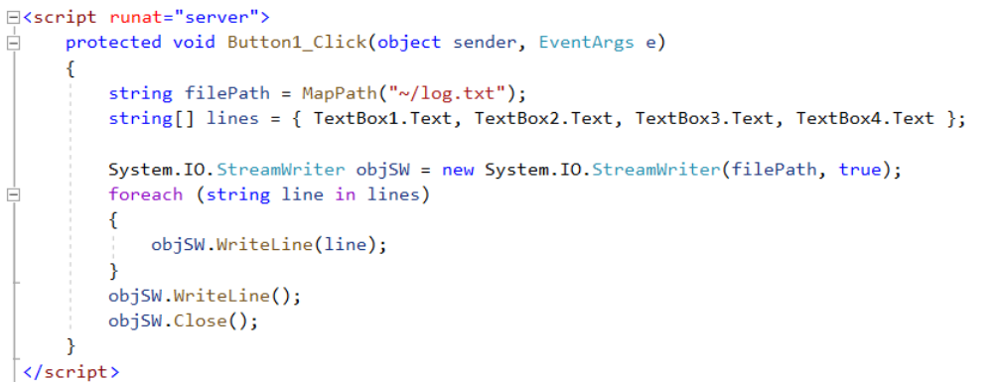 <script runat="server">
    protected void Button1_Click(object sender, EventArgs e)
    {
        string filePath = MapPath("~/log.txt");
        string[] lines = { TextBox1.Text, TextBox2.Text, TextBox3.Text, TextBox4.Text };

        System.IO.StreamWriter objSW = new System.IO.StreamWriter(filePath, true);
        foreach (string line in lines)
        {
            objSW.WriteLine(line);
        }
        objSW.WriteLine();
        objSW.Close();
    }
</script>